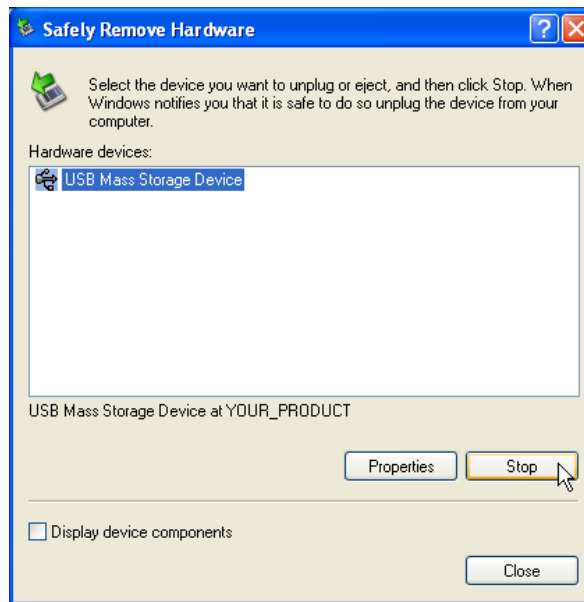 Safely Remove Hardware
Select the device you want to unplug or eject, and then click Stop. When
Windows notifies you that it is safe to do so unplug the device from your
computer.
Hardware devices:
USB Mass Storage Device
USB Mass Storage Device at YOUR_PRODUCT
Properties Stop
Display device components
Close